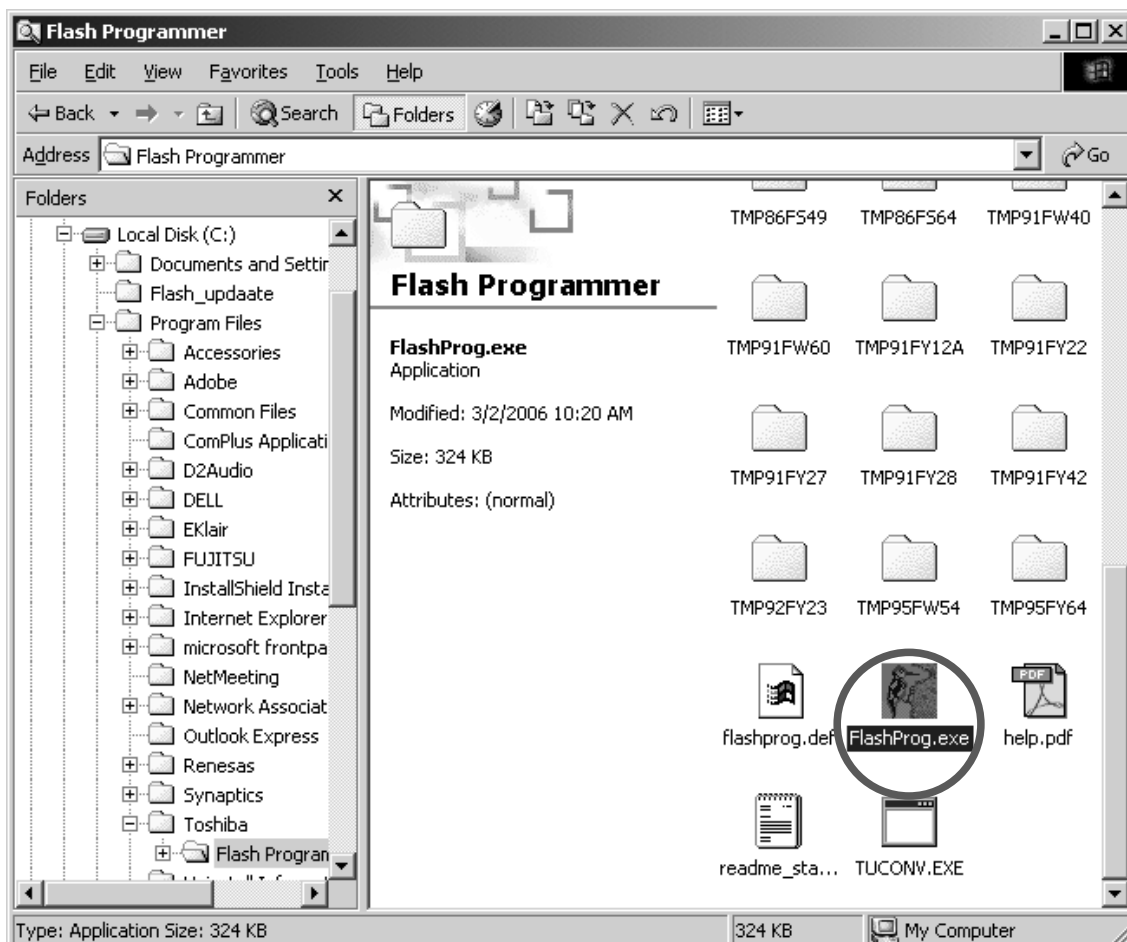 Flash Programmer
File Edit View Favorites Tools Help
Back Search Folders Go
Address Flash Programmer
Folders
Local Disk (C:)
Documents and Settir
Flash_updaate
Program Files
Accessories
Adobe
Common Files
ComPlus Applicati
D2Audio
DELL
EKlair
FUJITSU
InstallShield Insta
Internet Explorer
microsoft frontpa
NetMeeting
Network Associat
Outlook Express
Renesas
Synaptics
Toshiba
Flash Program
Flash Programmer
FlashProg.exe
Application
Modified: 3/2/2006 10:20 AM
Size: 324 KB
Attributes: (normal)
TMP86FS49 TMP86FS64 TMP91FW40
TMP91FW60 TMP91FY12A TMP91FY22
TMP91FY27 TMP91FY28 TMP91FY42
TMP92FY23 TMP95FW54 TMP95FY64
PDF
flashprog.def FlashProg.exe help.pdf
readme_sta... TUCONV.EXE
Type: Application Size: 324 KB 324 KB My Computer